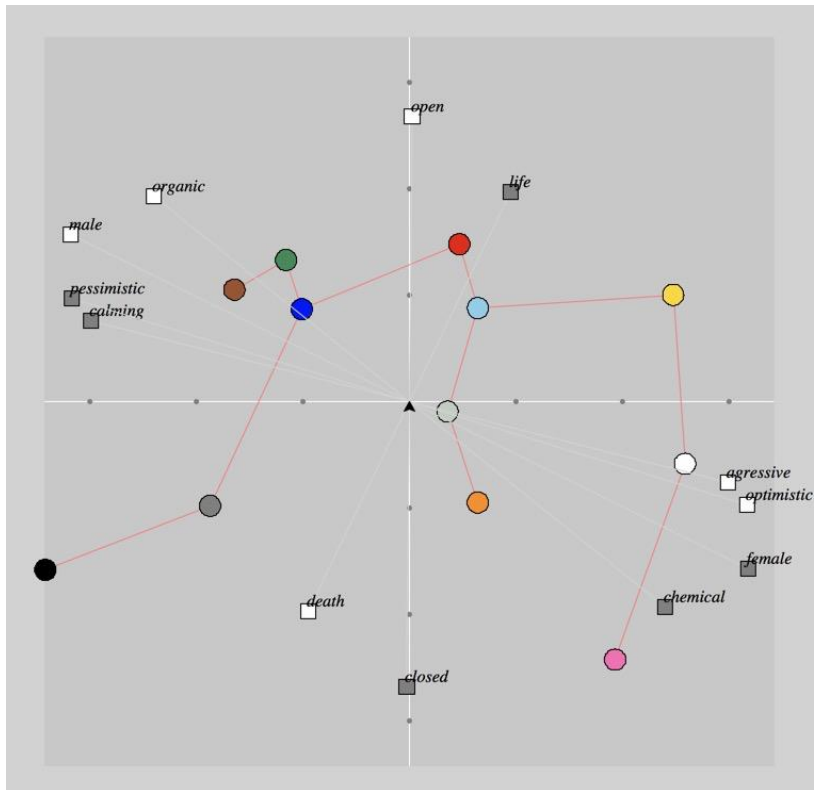 open
life
organic
male
pessimistic
calming
agressive
optimistic
female
chemical
death
closed